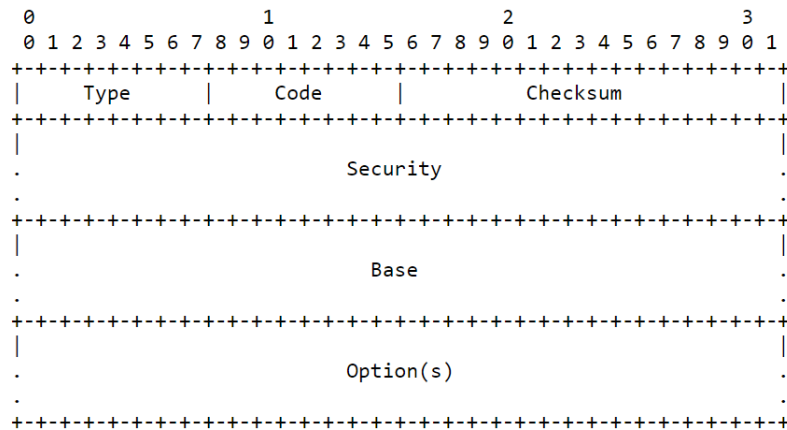 0                   1                   2                   3
 0 1 2 3 4 5 6 7 8 9 0 1 2 3 4 5 6 7 8 9 0 1 2 3 4 5 6 7 8 9 0 1
+-+-+-+-+-+-+-+-+-+-+-+-+-+-+-+-+-+-+-+-+-+-+-+-+-+-+-+-+-+-+-+-+
|     Type      |     Code      |          Checksum             |
+-+-+-+-+-+-+-+-+-+-+-+-+-+-+-+-+-+-+-+-+-+-+-+-+-+-+-+-+-+-+-+-+
|                                                               |
.                           Security                            .
.                                                               .
+-+-+-+-+-+-+-+-+-+-+-+-+-+-+-+-+-+-+-+-+-+-+-+-+-+-+-+-+-+-+-+-+
|                                                               |
.                             Base                              .
.                                                               .
+-+-+-+-+-+-+-+-+-+-+-+-+-+-+-+-+-+-+-+-+-+-+-+-+-+-+-+-+-+-+-+-+
|                                                               |
.                           Option(s)                           .
.                                                               .
+-+-+-+-+-+-+-+-+-+-+-+-+-+-+-+-+-+-+-+-+-+-+-+-+-+-+-+-+-+-+-+-+